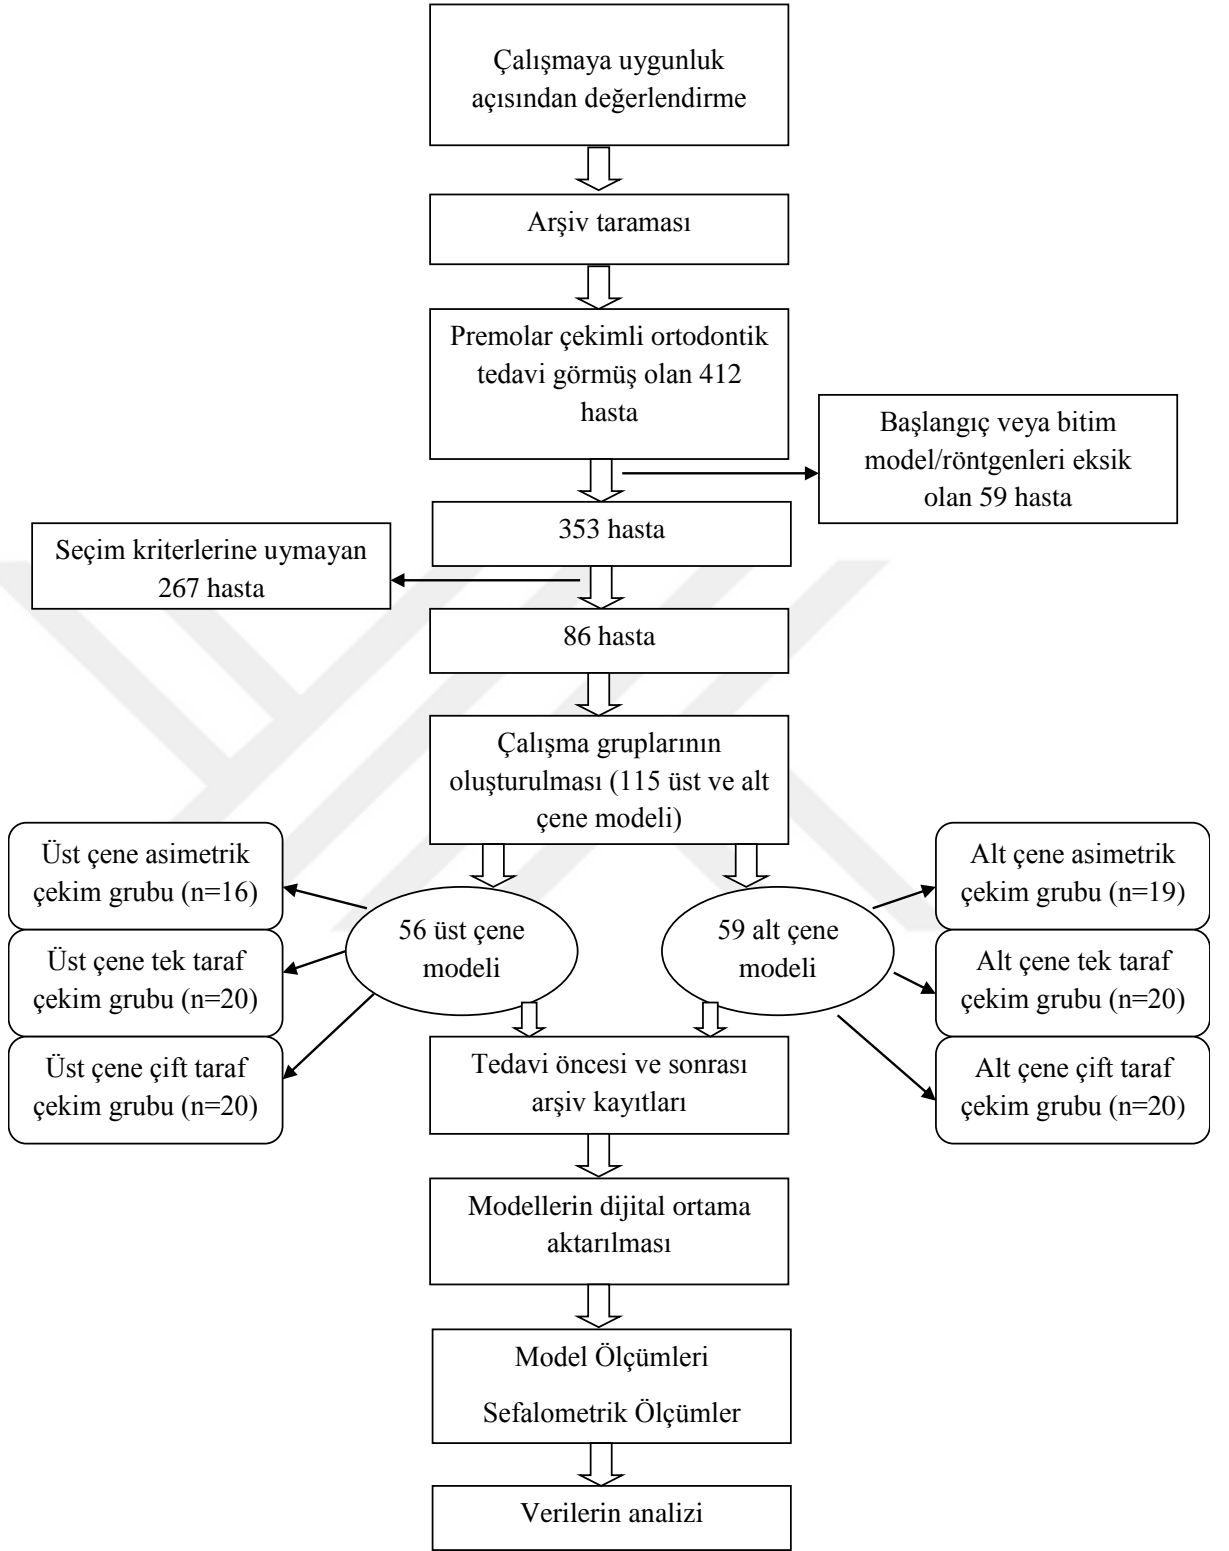 Çalışmaya uygunluk
açısından değerlendirme
Arşiv taraması
Premolar çekimli ortodontik
tedavi görmüş olan 412
hasta
Başlangıç veya bitim
model/röntgenleri eksik
olan 59 hasta
353 hasta
Seçim kriterlerine uymayan
267 hasta
86 hasta
Çalışma gruplarının
oluşturulması (115 üst ve alt
çene modeli)
Üst çene asimetrik
çekim grubu (n=16)
Üst çene tek taraf
çekim grubu (n=20)
Üst çene çift taraf
çekim grubu (n=20)
56 üst çene
modeli
59 alt çene
modeli
Alt çene asimetrik
çekim grubu (n=19)
Alt çene tek taraf
çekim grubu (n=20)
Alt çene çift taraf
çekim grubu (n=20)
Tedavi öncesi ve sonrası
arşiv kayıtları
Modellerin dijital ortama
aktarılması
Model Ölçümleri
Sefalometrik Ölçümler
Verilerin analizi